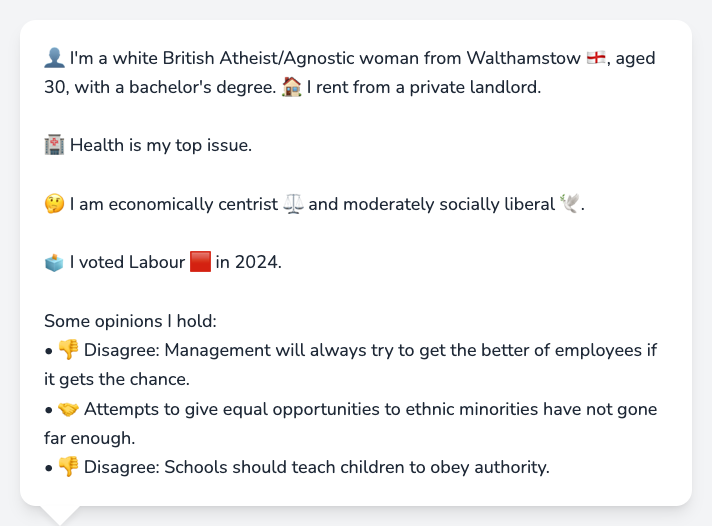 👤 I'm a white British Atheist/Agnostic woman from Walthamstow 🏴󠁧󠁢󠁥󠁮󠁧󠁿, aged
30, with a bachelor's degree. 🏠 I rent from a private landlord.
🏥 Health is my top issue.
🤔 I am economically centrist ⚖️ and moderately socially liberal 🕊️.
🗳️ I voted Labour 🟥 in 2024.
Some opinions I hold:
• 👎 Disagree: Management will always try to get the better of employees if
it gets the chance.
• 🤝 Attempts to give equal opportunities to ethnic minorities have not gone
far enough.
• 👎 Disagree: Schools should teach children to obey authority.